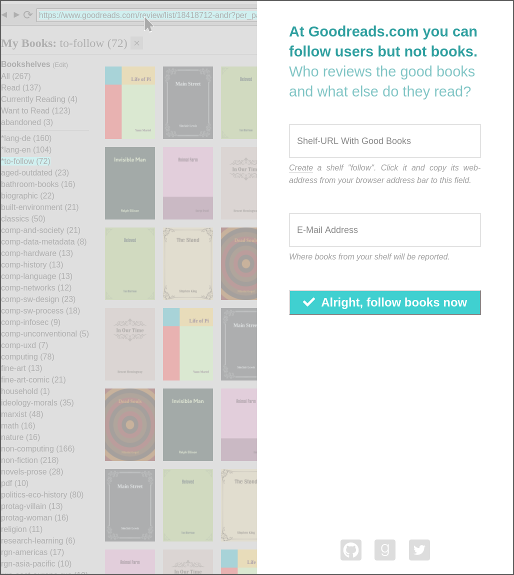 https://www.goodreads.com/review/list/18418712-andr?per_pa
My Books: to-follow (72) ×
Bookshelves (Edit)
All (267)
Read (137)
Currently Reading (4)
Want to Read (123)
abandoned (3)
*lang-de (160)
*lang-en (104)
*to-follow (72)
aged-outdated (23)
bathroom-books (16)
biographic (22)
built-environment (21)
classics (50)
comp-and-society (21)
comp-data-metadata (8)
comp-hardware (13)
comp-history (13)
comp-language (13)
comp-networks (12)
comp-sw-design (23)
comp-sw-process (18)
comp-infosec (9)
comp-unconventional (5)
comp-uxd (7)
computing (78)
fine-art (13)
fine-art-comic (21)
household (1)
ideology-morals (35)
marxist (48)
math (16)
nature (16)
non-computing (166)
non-fiction (218)
novels-prose (28)
pdf (10)
politics-eco-history (80)
protag-villain (13)
protag-woman (16)
religion (11)
research-learning (6)
rgn-americas (17)
rgn-asia-pacific (10)
Life of Pi
Main Street
Invisible Man
In Our Time
The Stand
Life of Pi
Main Street
In Our Time
Invisible Man
Main Street
The Stand
In Our Time
Life of Pi
At Goodreads.com you can
follow users but not books.
Who reviews the good books
and what else do they read?
Shelf-URL With Good Books
Create a shelf "follow". Click it and copy its web-
address from your browser address bar to this field.
E-Mail Address
Where books from your shelf will be reported.
Alright, follow books now
g